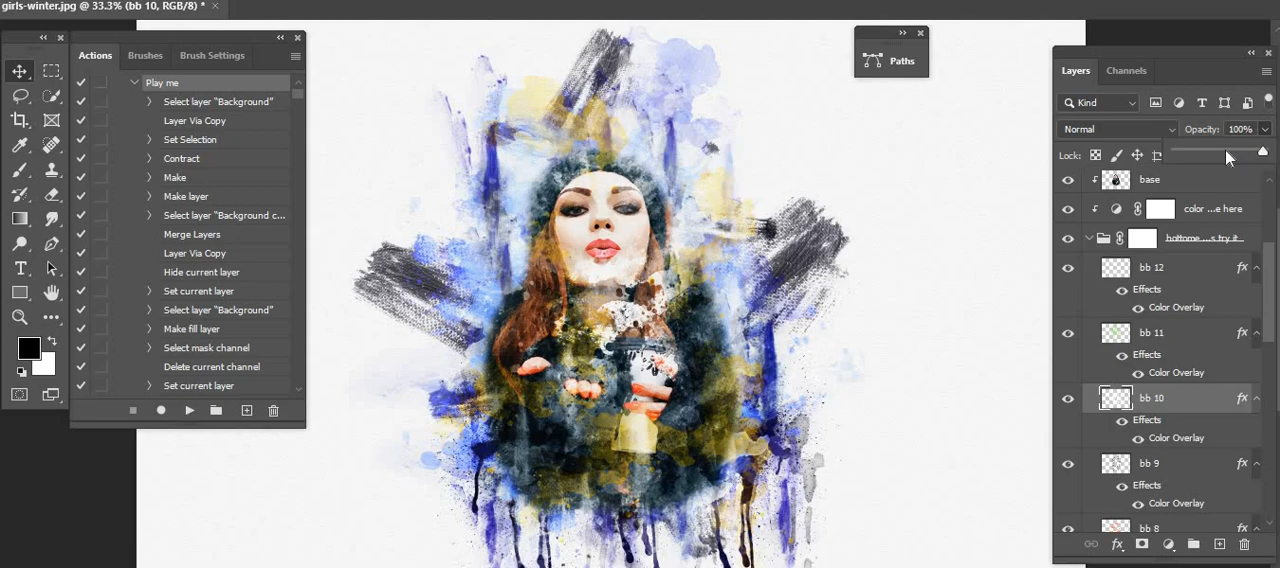 girls-winter.jpg @ 33.3% (bb 10, RGB/8) *
Actions
Brushes
Brush Settings
Play me
Select layer "Background"
Layer Via Copy
Set Selection
Contract
Make
Make layer
Select layer "Background c...
Merge Layers
Layer Via Copy
Hide current layer
Set current layer
Select layer "Background"
Make fill layer
Select mask channel
Delete current channel
Set current layer
Paths
Layers
Channels
Kind
Normal
Opacity: 100%
Lock:
base
color ...e here
bottome ....s try it...
bb 12
Effects
Color Overlay
bb 11
Effects
Color Overlay
bb 10
Effects
Color Overlay
bb 9
Effects
Color Overlay
bb 8